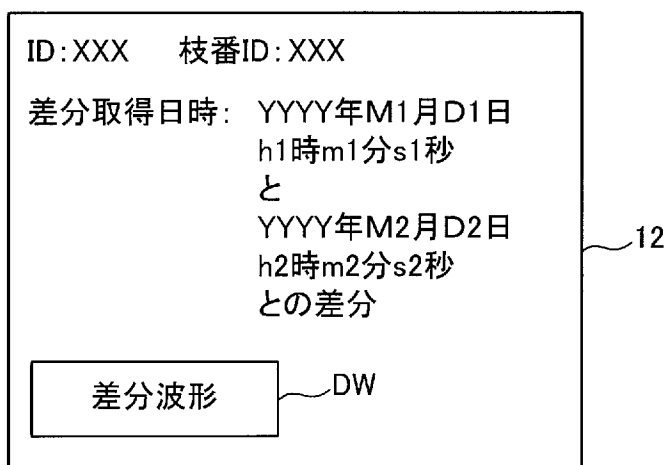 ID:XXX 枝番ID:XXX
差分取得日時: YYYY年M1月D1日
h1時m1分s1秒
と
YYYY年M2月D2日
h2時m2分s2秒
との差分
12
差分波形
DW